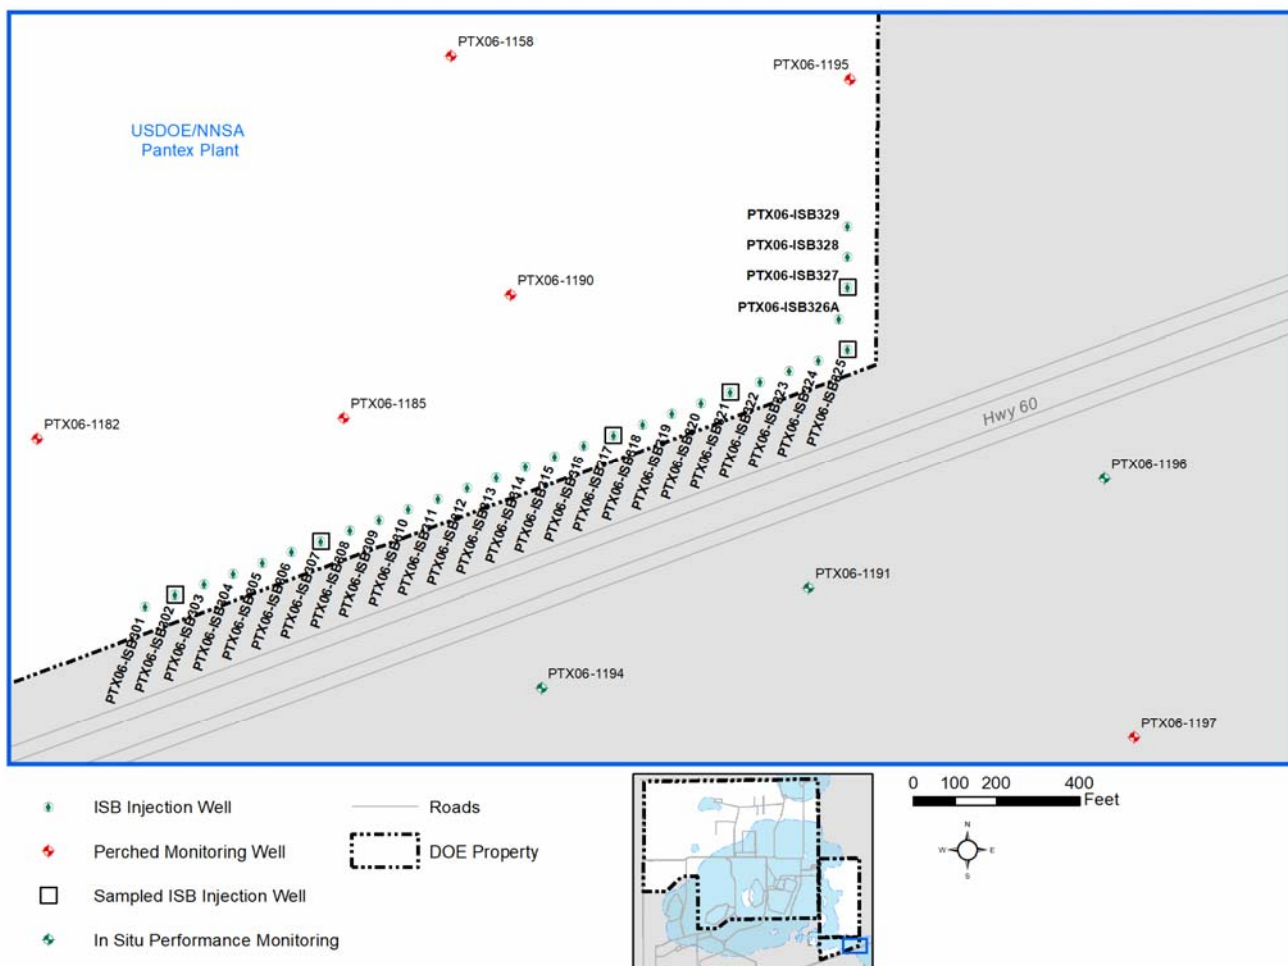 PTX06-1158
PTX06-1195
USDOE/NNSA
Pantex Plant
PTX06-ISB329
PTX06-ISB328
PTX06-ISB327
PTX06-ISB326A
PTX06-1190
PTX06-1185
PTX06-1182
Hwy 60
PTX06-1196
PTX06-1191
PTX06-1194
PTX06-1197
PTX06-ISB301
PTX06-ISB302
PTX06-ISB303
PTX06-ISB304
PTX06-ISB305
PTX06-ISB306
PTX06-ISB307
PTX06-ISB308
PTX06-ISB309
PTX06-ISB310
PTX06-ISB311
PTX06-ISB312
PTX06-ISB313
PTX06-ISB314
PTX06-ISB315
PTX06-ISB316
PTX06-ISB317
PTX06-ISB318
PTX06-ISB319
PTX06-ISB320
PTX06-ISB321
PTX06-ISB322
PTX06-ISB323
PTX06-ISB324
PTX06-ISB325
ISB Injection Well
Perched Monitoring Well
Sampled ISB Injection Well
In Situ Performance Monitoring
Roads
DOE Property
0 100 200 400
Feet
N
W E
S